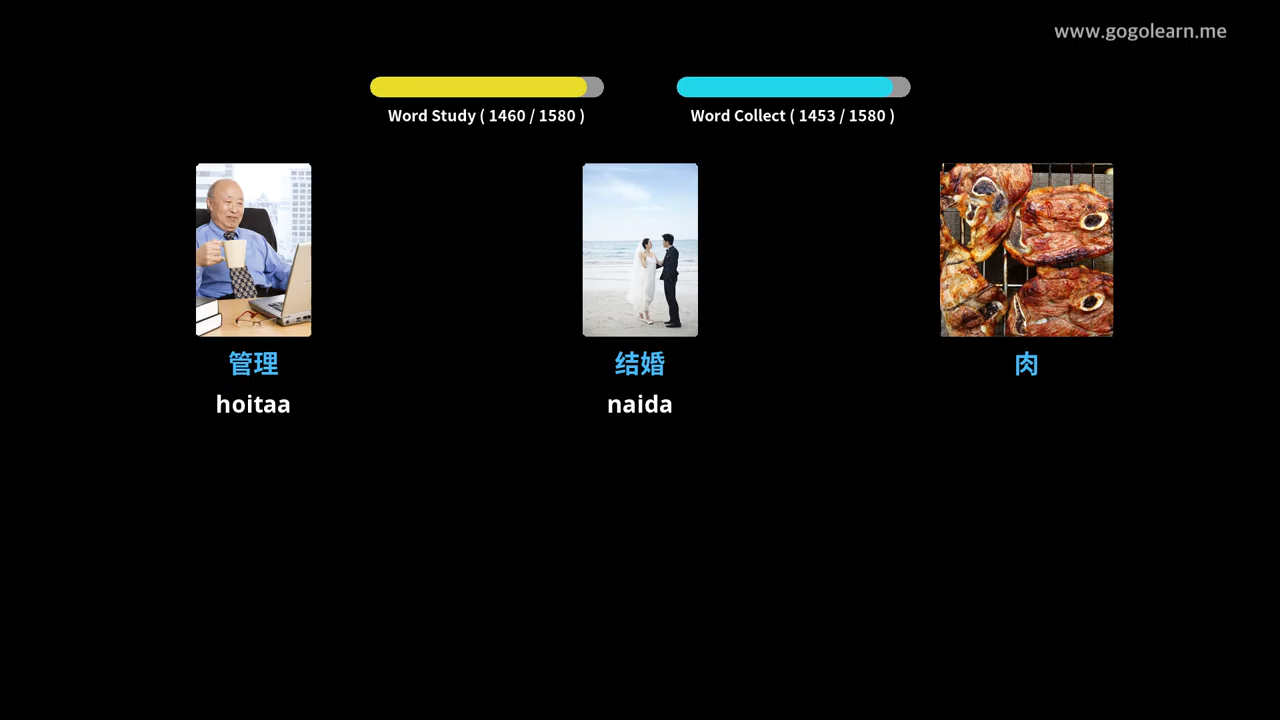 www.gogolearn.me
Word Study ( 1460 / 1580 )
Word Collect ( 1453 / 1580 )
管理
结婚
肉
hoitaa
naida